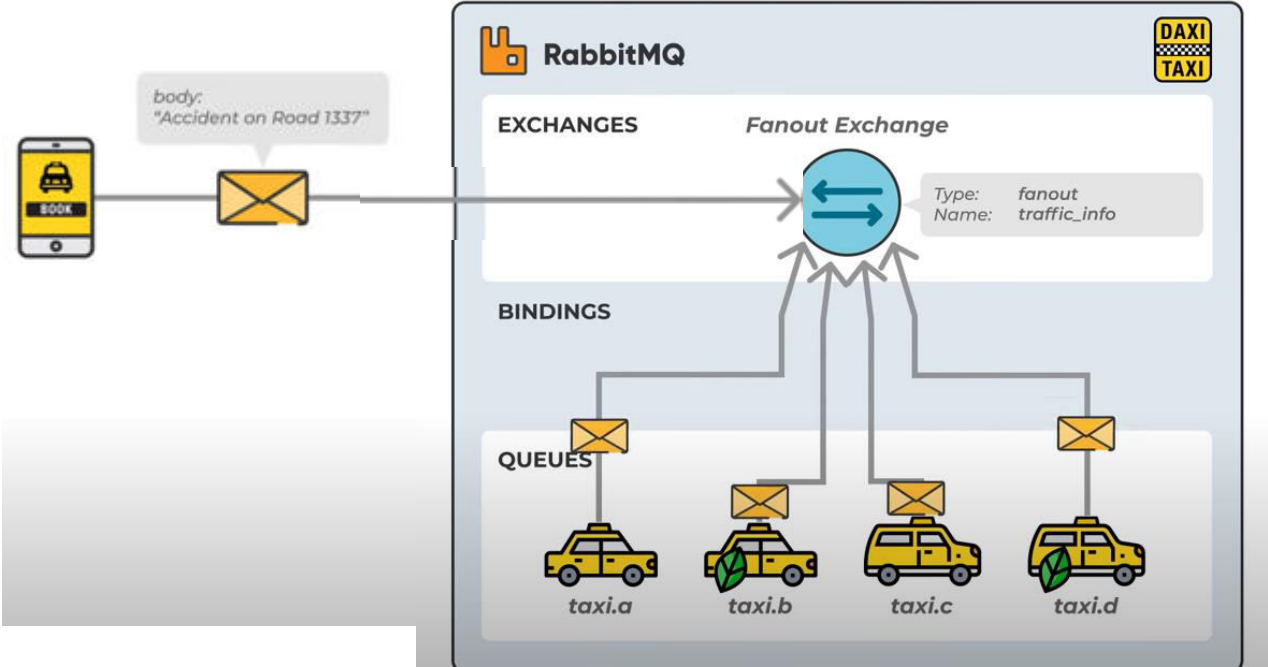 DAXI
TAXI
RabbitMQ
body:
"Accident on Road 1337"
EXCHANGES
Fanout Exchange
BOOK
Type: fanout
Name: traffic_info
BINDINGS
QUEUES
taxi.a
taxi.b
taxi.c
taxi.d